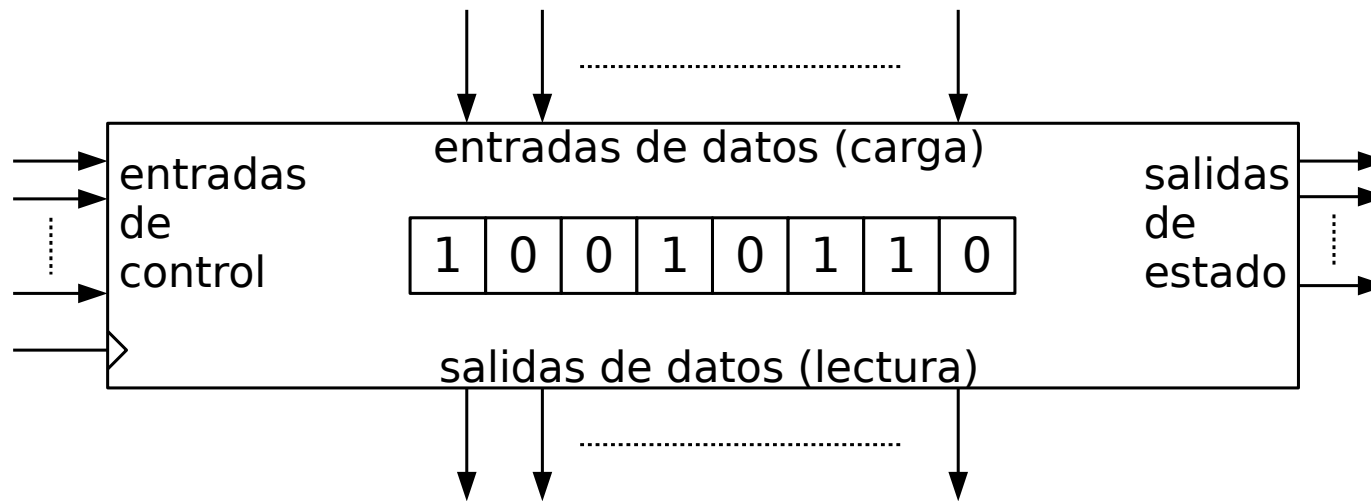 entradas de datos (carga)
entradas
de
control
1 0 0 1 0 1 1 0
salidas
de
estado
salidas de datos (lectura)